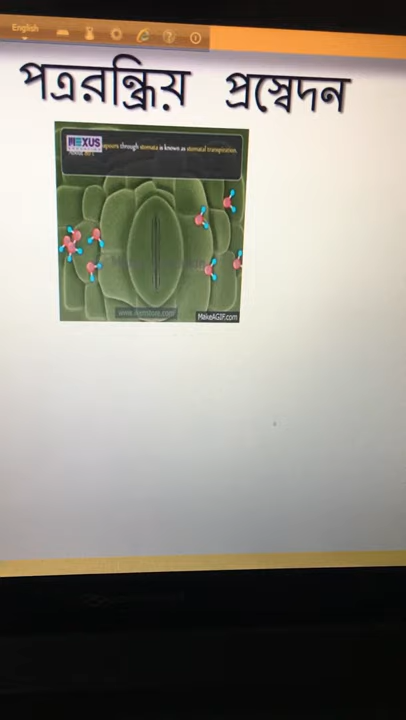 English
পত্ররন্ধ্রিয় প্রস্বেদন
NEXUS vapours through stomata is known as stomatal transpiration.
MakeAGIF.com